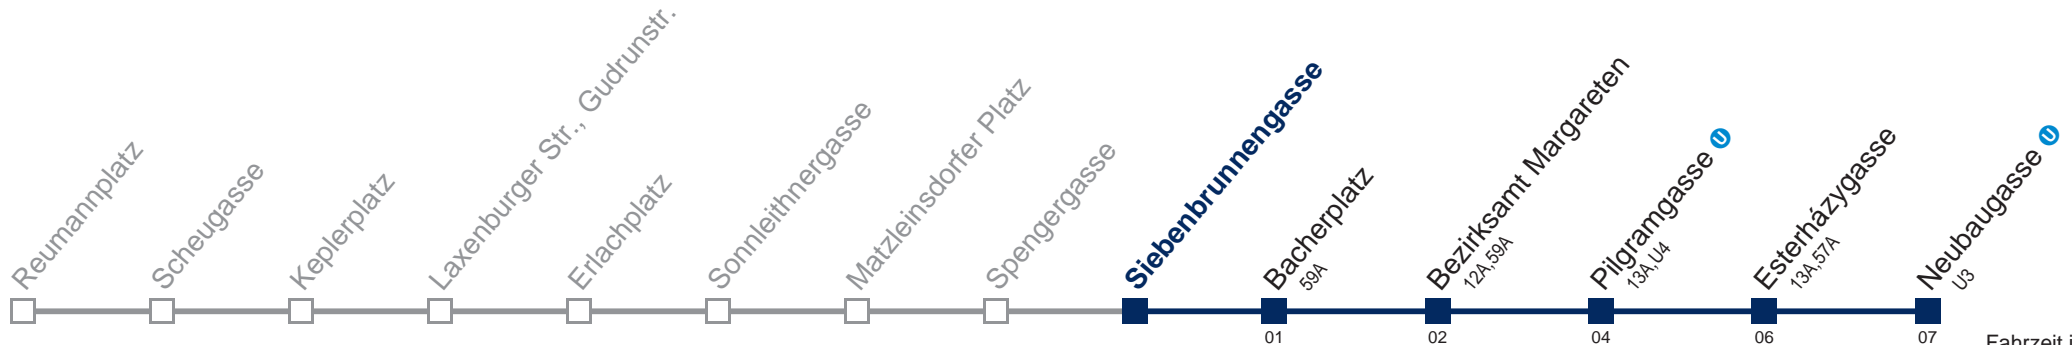 Reumannplatz
Scheugasse
Keplerplatz
Laxenburger Str., Gudrunstr.
Erlachplatz
Sonnleithnergasse
Matzleinsdorfer Platz
Spengergasse
Siebenbrunnengasse
Bacherplatz
59A
01
Bezirksamt Margareten
12A,59A
02
Pilgramgasse U
13A,U4
04
Esterházygasse
13A,57A
06
Neubaugasse U
U3
07
Fahrzeit i